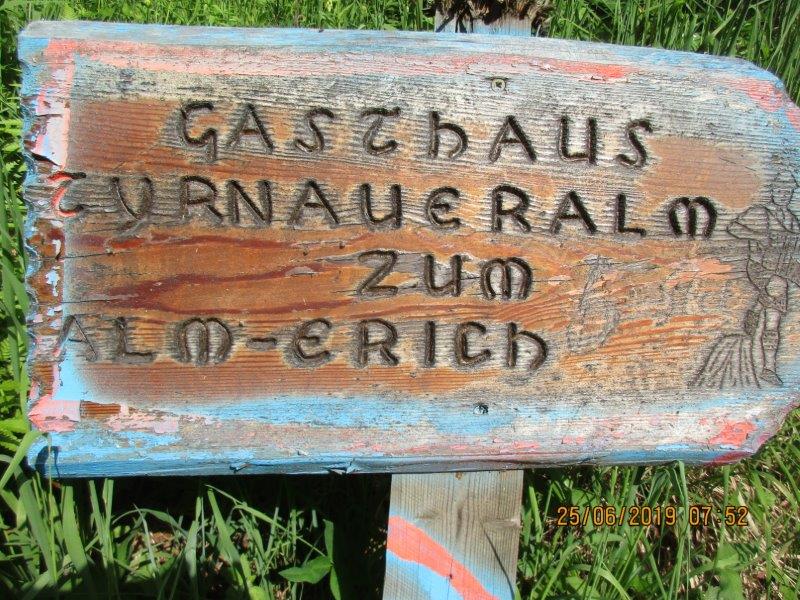 GASTHAUS
TYRNAUERALM
ZUM
ALM-ERICH
25/06/2019 07:52